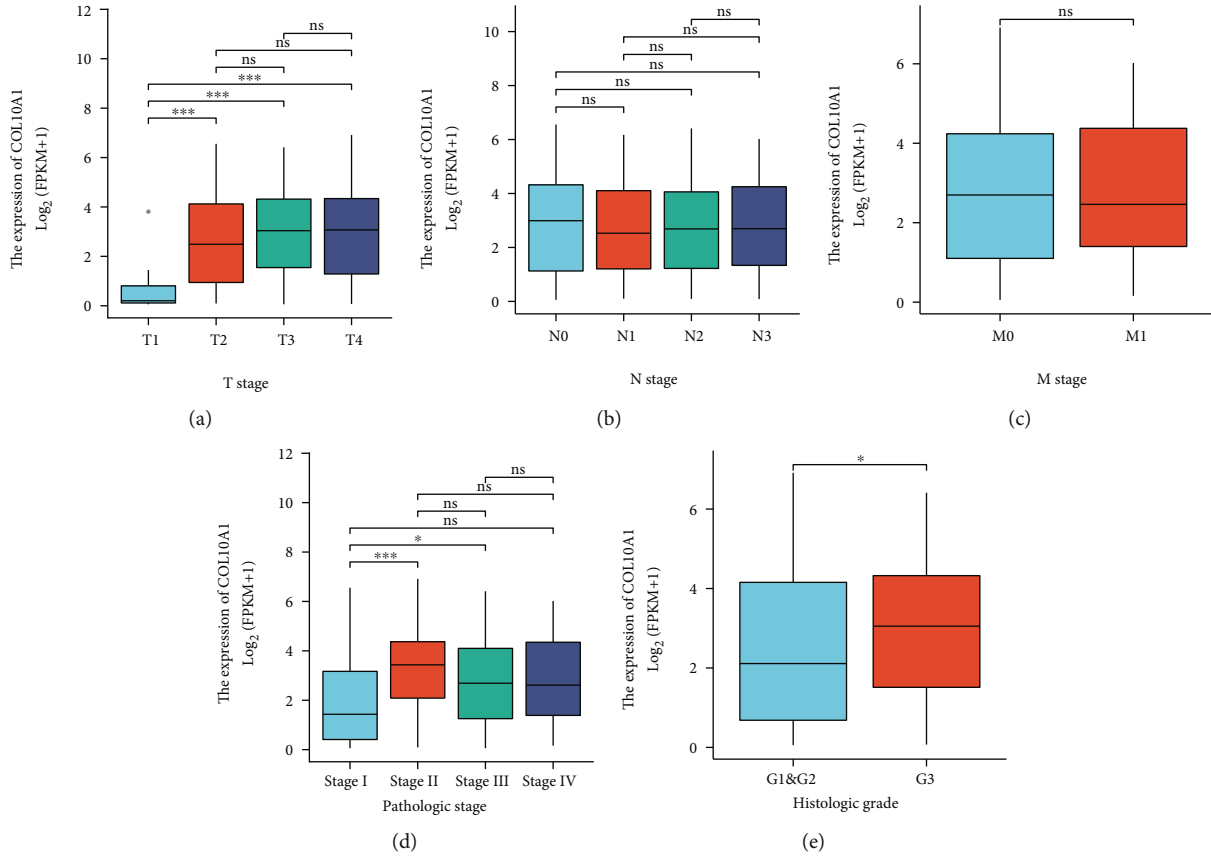 The expression of COL10A1
Log2 (FPKM+1)
12
10
8
6
4
2
0
ns
ns
ns
***
***
***
T1 T2 T3 T4
T stage
(a)
The expression of COL10A1
Log2 (FPKM+1)
10
8
6
4
2
0
ns
ns
ns
ns
ns
ns
N0 N1 N2 N3
N stage
(b)
The expression of COL10A1
Log2 (FPKM+1)
6
4
2
0
ns
M0 M1
M stage
(c)
The expression of COL10A1
Log2 (FPKM+1)
12
10
8
6
4
2
0
ns
ns
ns
ns
*
***
Stage I Stage II Stage III Stage IV
Pathologic stage
(d)
The expression of COL10A1
Log2 (FPKM+1)
6
4
2
0
*
G1&G2 G3
Histologic grade
(e)